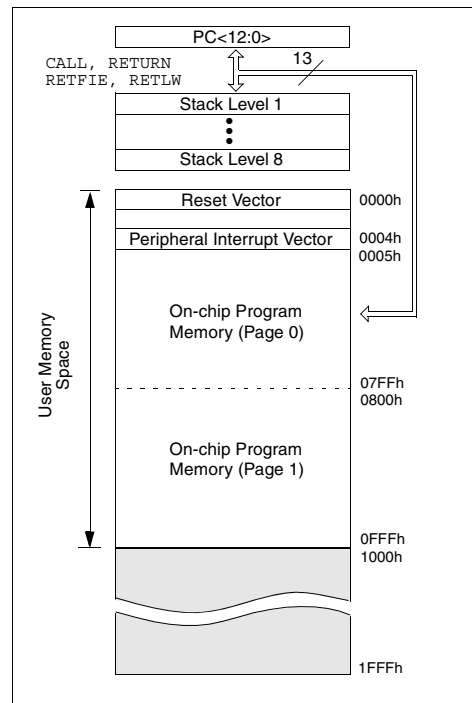 PC<12:0>
CALL, RETURN
RETFIE, RETLW
13
Stack Level 1
Stack Level 8
Reset Vector
0000h
Peripheral Interrupt Vector
0004h
0005h
On-chip Program
Memory (Page 0)
User Memory
Space
07FFh
0800h
On-chip Program
Memory (Page 1)
0FFFh
1000h
1FFFh